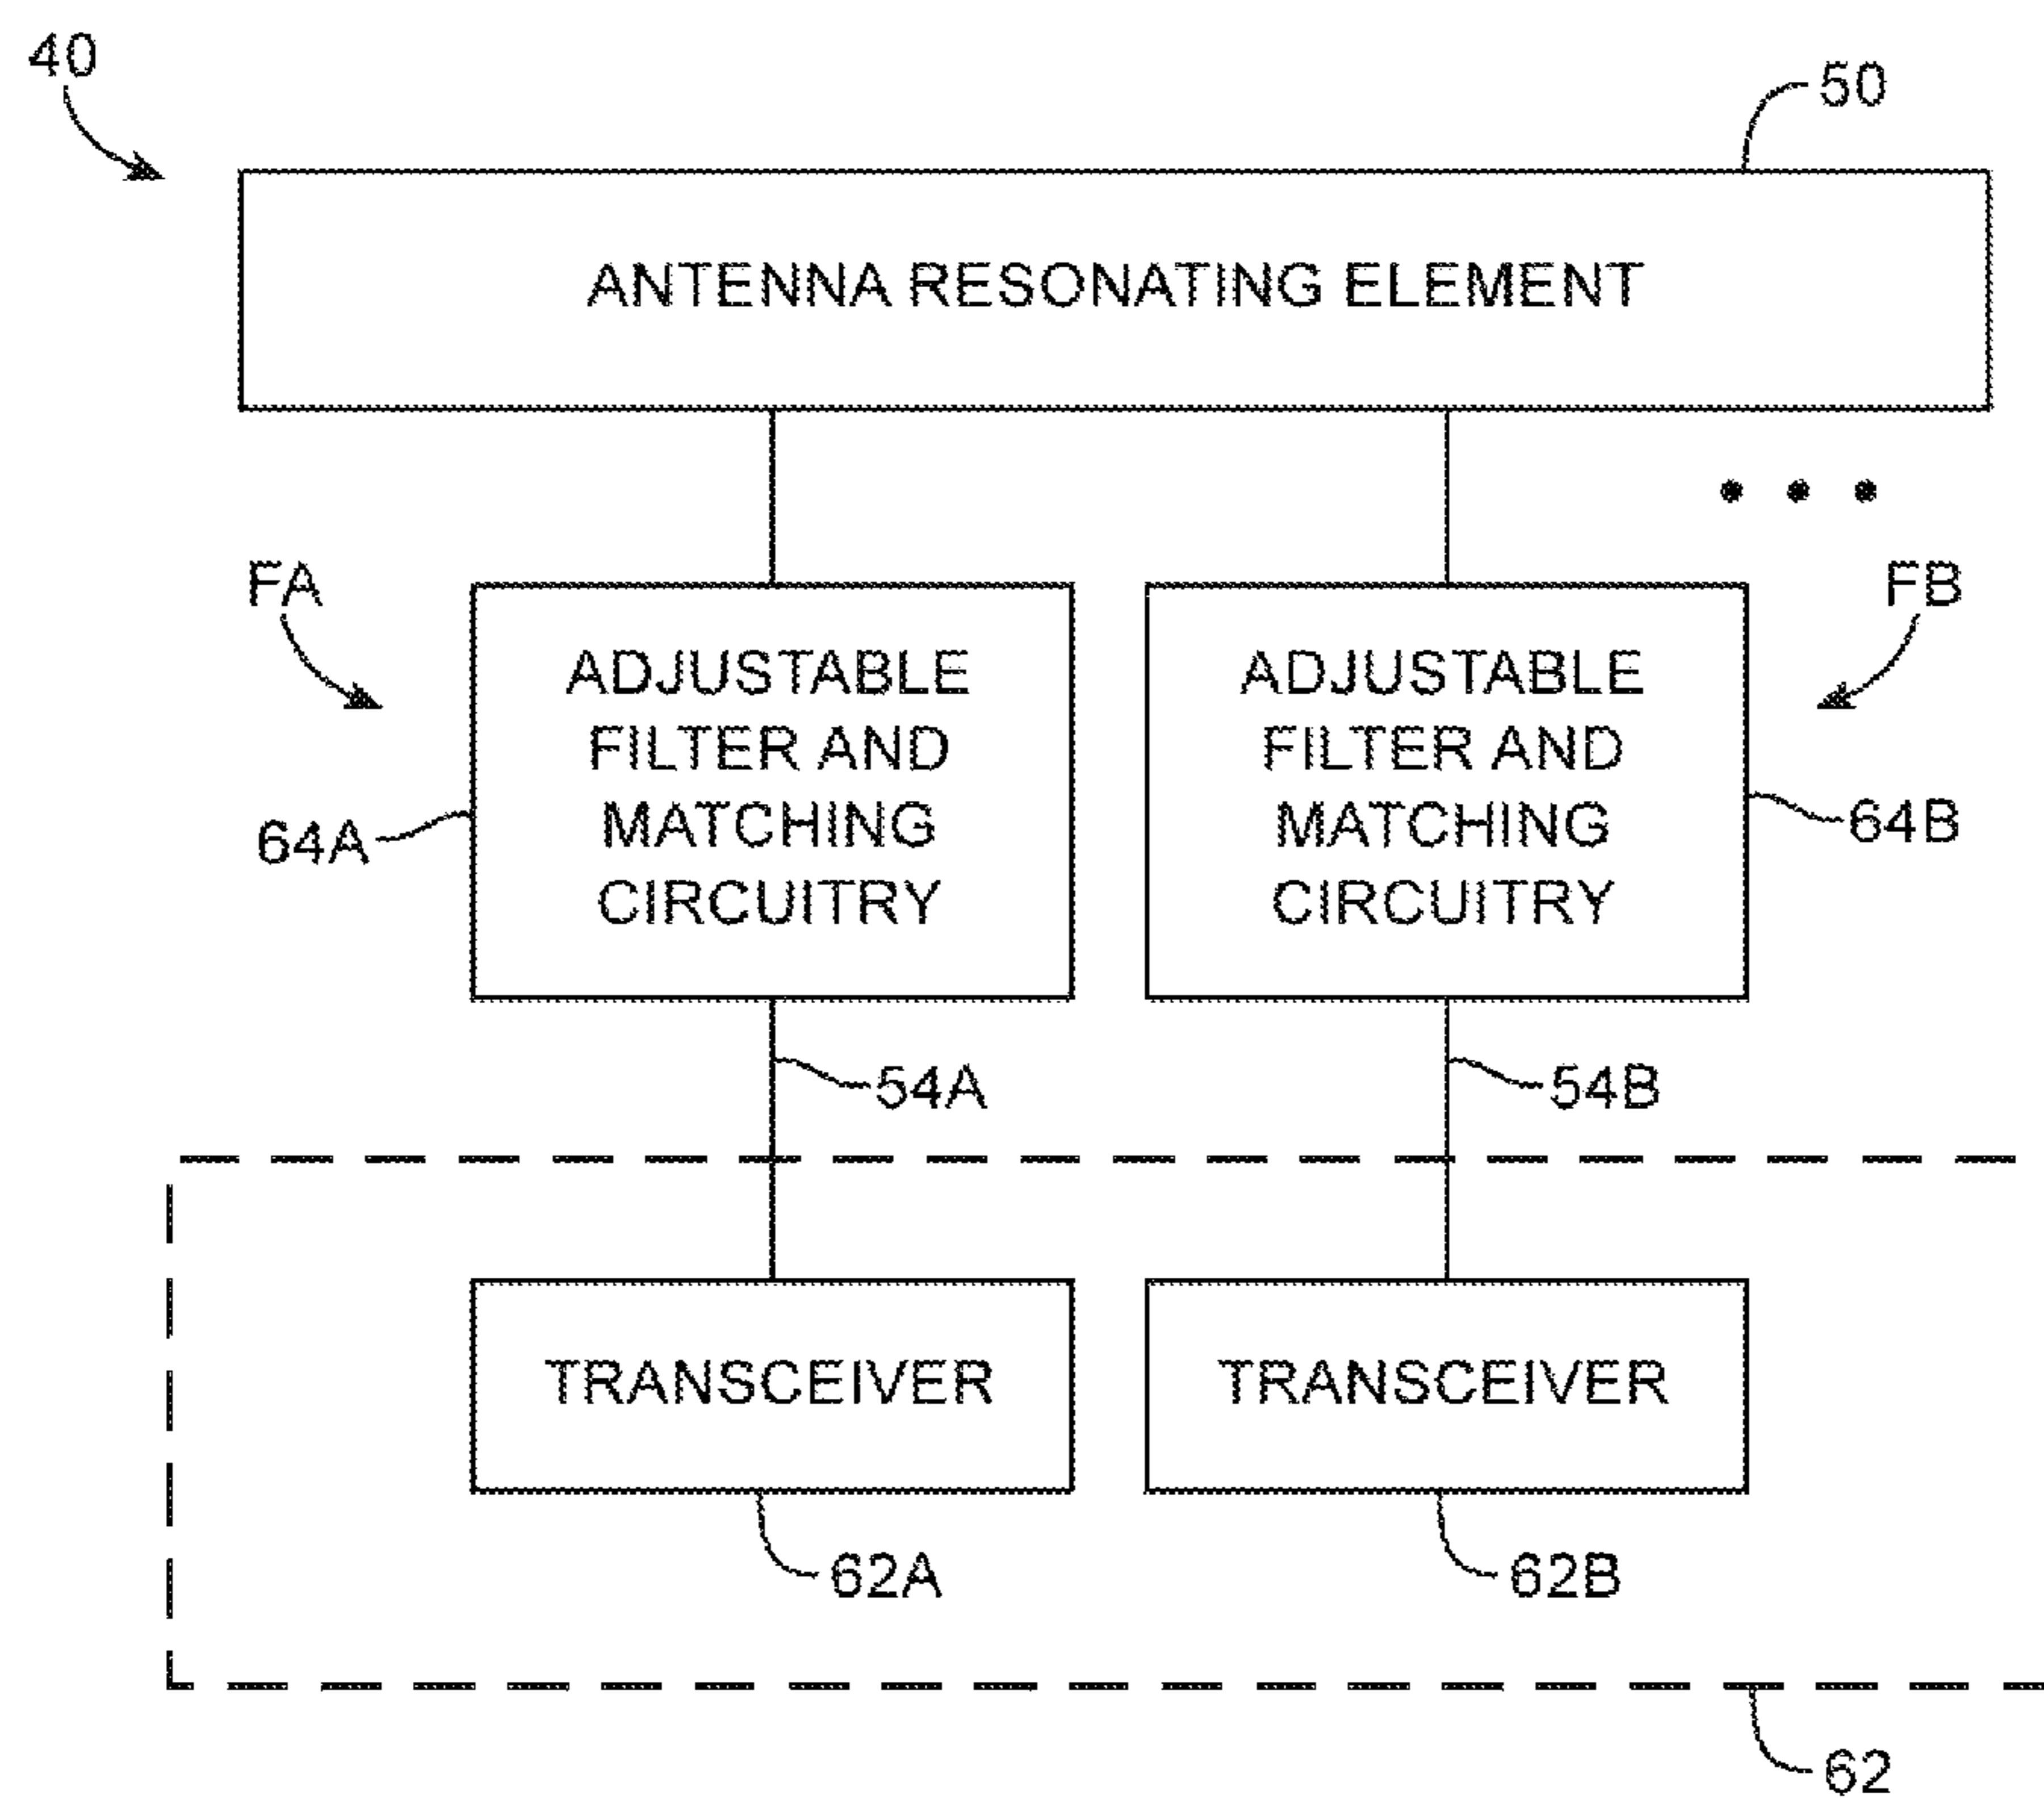 40
50
ANTENNA RESONATING ELEMENT
FA
FB
ADJUSTABLE
FILTER AND
MATCHING
CIRCUITRY
ADJUSTABLE
FILTER AND
MATCHING
CIRCUITRY
64A
64B
54A
54B
TRANSCEIVER
TRANSCEIVER
62A
62B
62